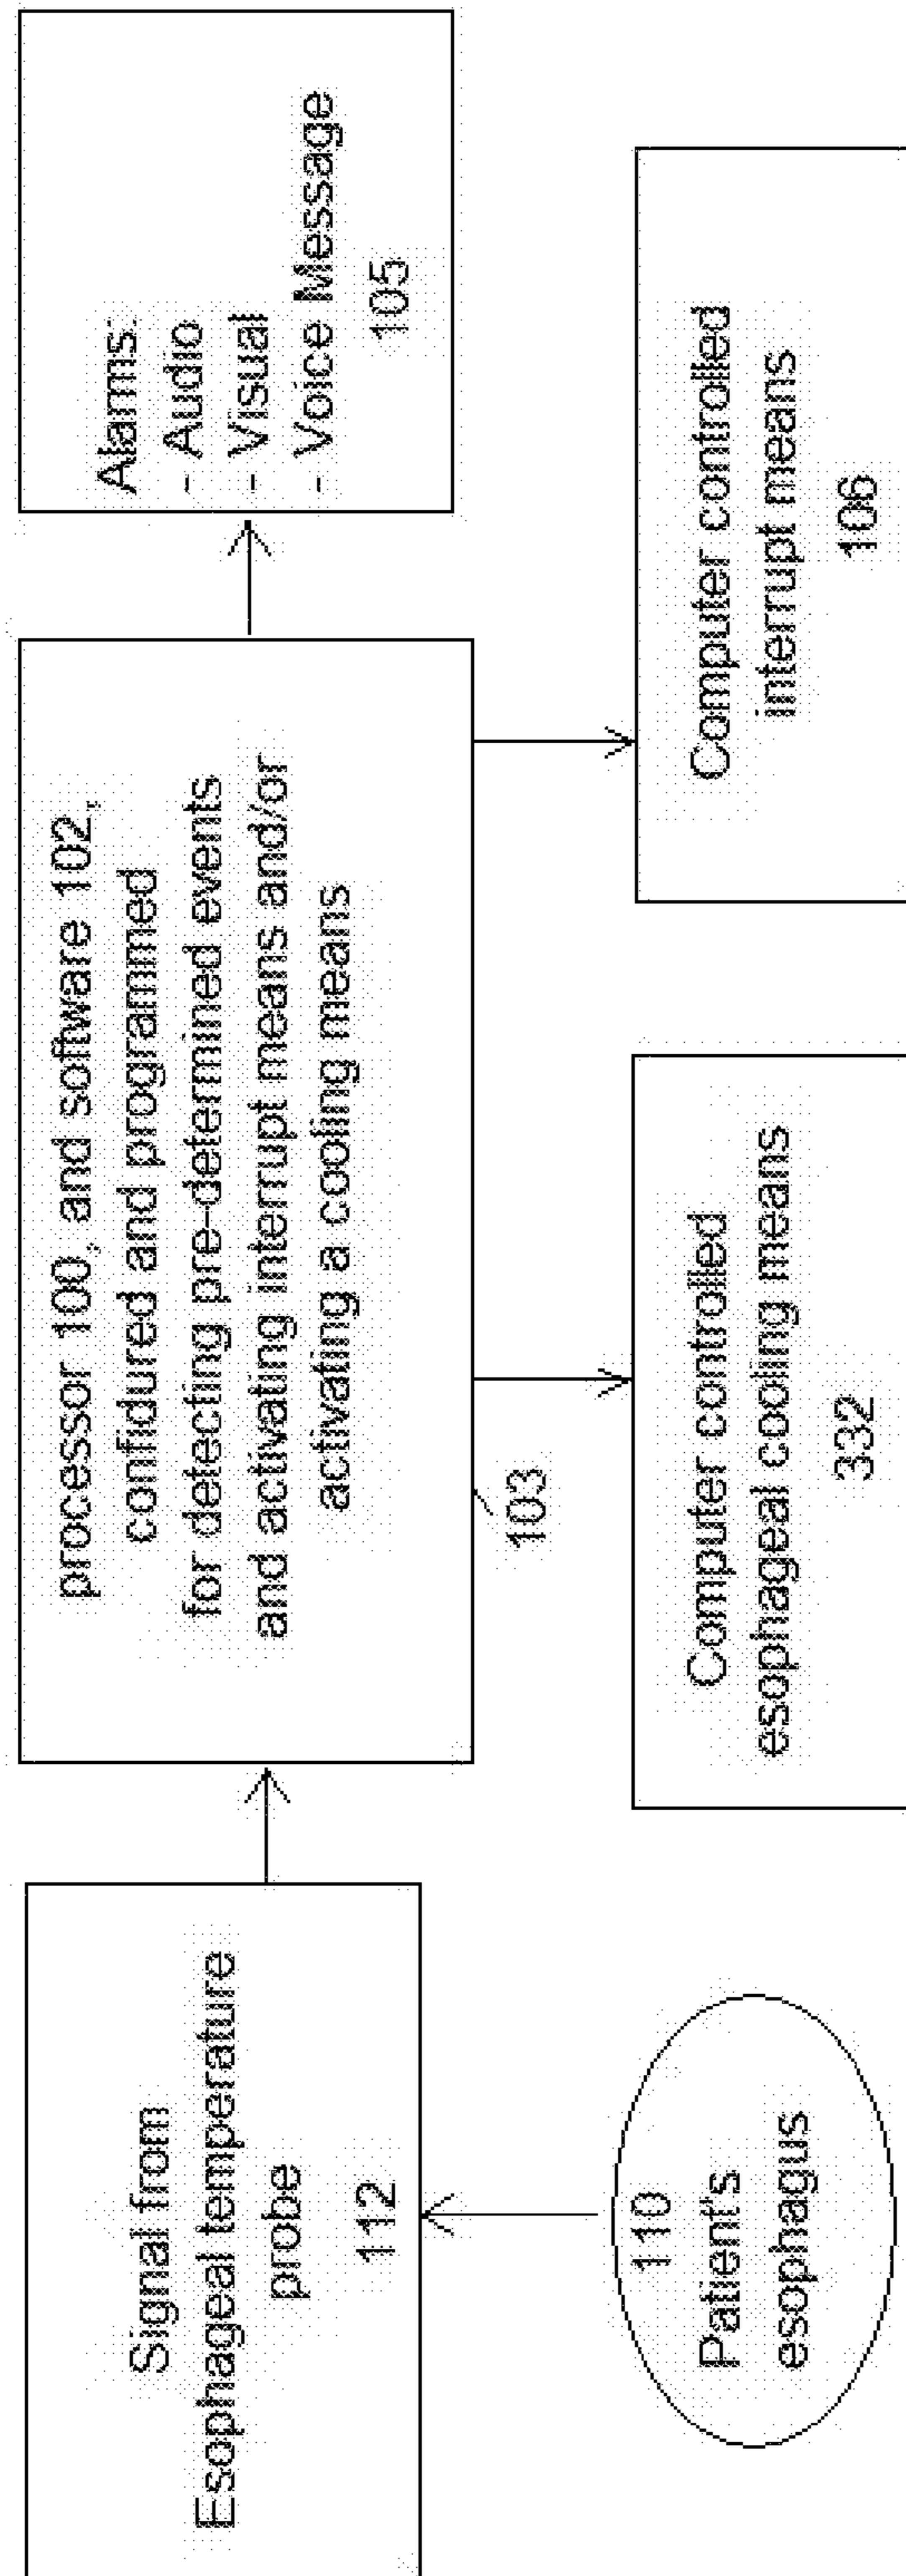 Signal from
Esophageal temperature
probe
112
110
Patient's
esophagus
processor 100, and software 102,
confidured and programmed
for detecting pre-determined events
and activating interrupt means and/or
activating a cooling means
103
Computer controlled
esophageal cooling means
332
Alarms:
- Audio
- Visual
- Voice Message
105
Computer controlled
interrupt means
106